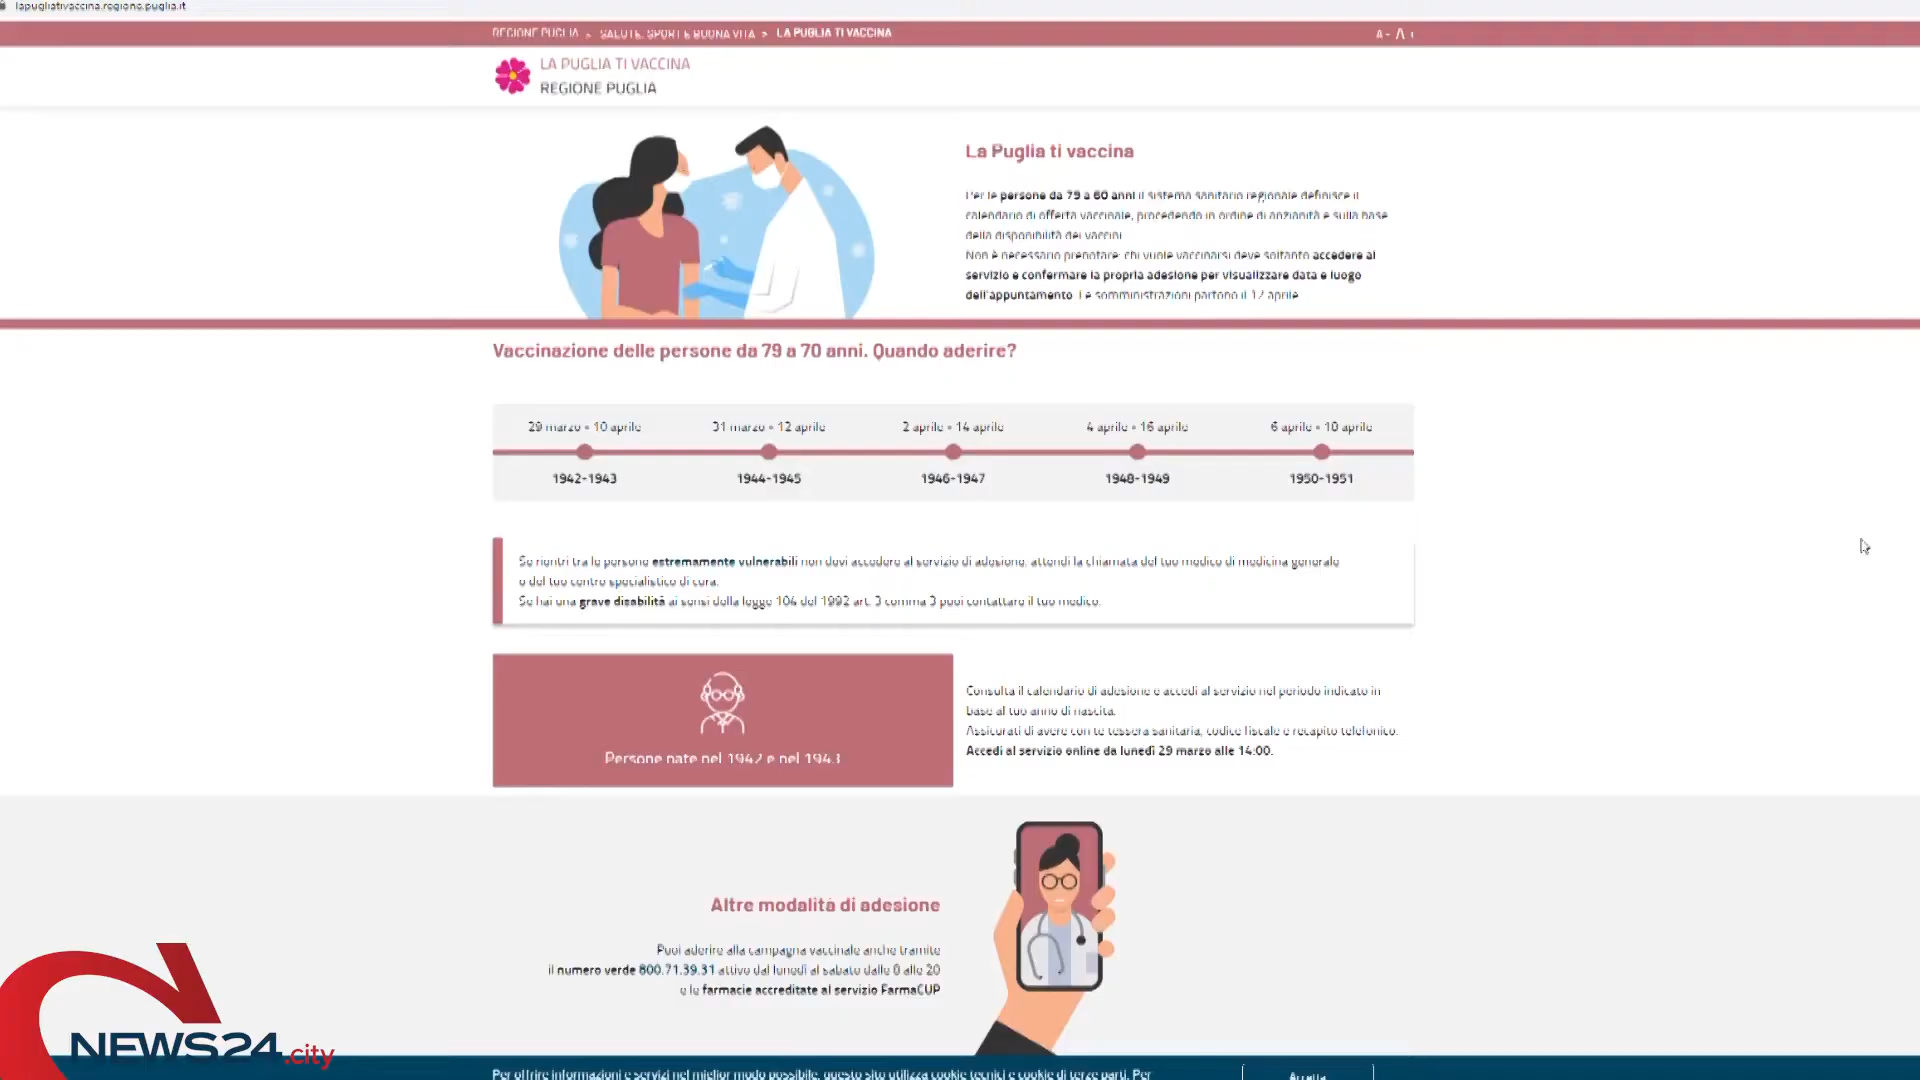 lapugliativaccina.regione.puglia.it
REGIONE PUGLIA > SALUTE, SPORT E BUONA VITA > LA PUGLIA TI VACCINA
A- A
LA PUGLIA TI VACCINA
REGIONE PUGLIA
La Puglia ti vaccina
Per le persone da 79 a 60 anni il sistema sanitario regionale definisce il
calendario di offerta vaccinale, procedendo in ordine di anzianità e sulla base
della disponibilità dei vaccini.
Non è necessario prenotare: chi vuole vaccinarsi deve soltanto accedere al
servizio e confermare la propria adesione per visualizzare data e luogo
dell'appuntamento. Le somministrazioni partono il 12 aprile.
Vaccinazione delle persone da 79 a 70 anni. Quando aderire?
29 marzo - 10 aprile
31 marzo - 12 aprile
2 aprile - 14 aprile
4 aprile - 16 aprile
6 aprile - 10 aprile
1942-1943
1944-1945
1946-1947
1948-1949
1950-1951
Se rientri tra le persone estremamente vulnerabili non devi accedere al servizio di adesione, attendi la chiamata del tuo medico di medicina generale
o del tuo centro specialistico di cura.
Se hai una grave disabilità ai sensi della legge 104 del 1992 art. 3 comma 3 puoi contattare il tuo medico.
Persone nate nel 1942 e nel 1943
Consulta il calendario di adesione e accedi al servizio nel periodo indicato in
base al tuo anno di nascita.
Assicurati di avere con te tessera sanitaria, codice fiscale e recapito telefonico.
Accedi al servizio online da lunedì 29 marzo alle 14:00.
Altre modalità di adesione
Puoi aderire alla campagna vaccinale anche tramite
il numero verde 800.71.39.31 attivo dal lunedì al sabato dalle 8 alle 20
e le farmacie accreditate al servizio FarmaCUP
NEWS24.city
Per offrire informazioni e servizi nel miglior modo possibile, questo sito utilizza cookie tecnici e cookie di terze parti. Per
Accetta